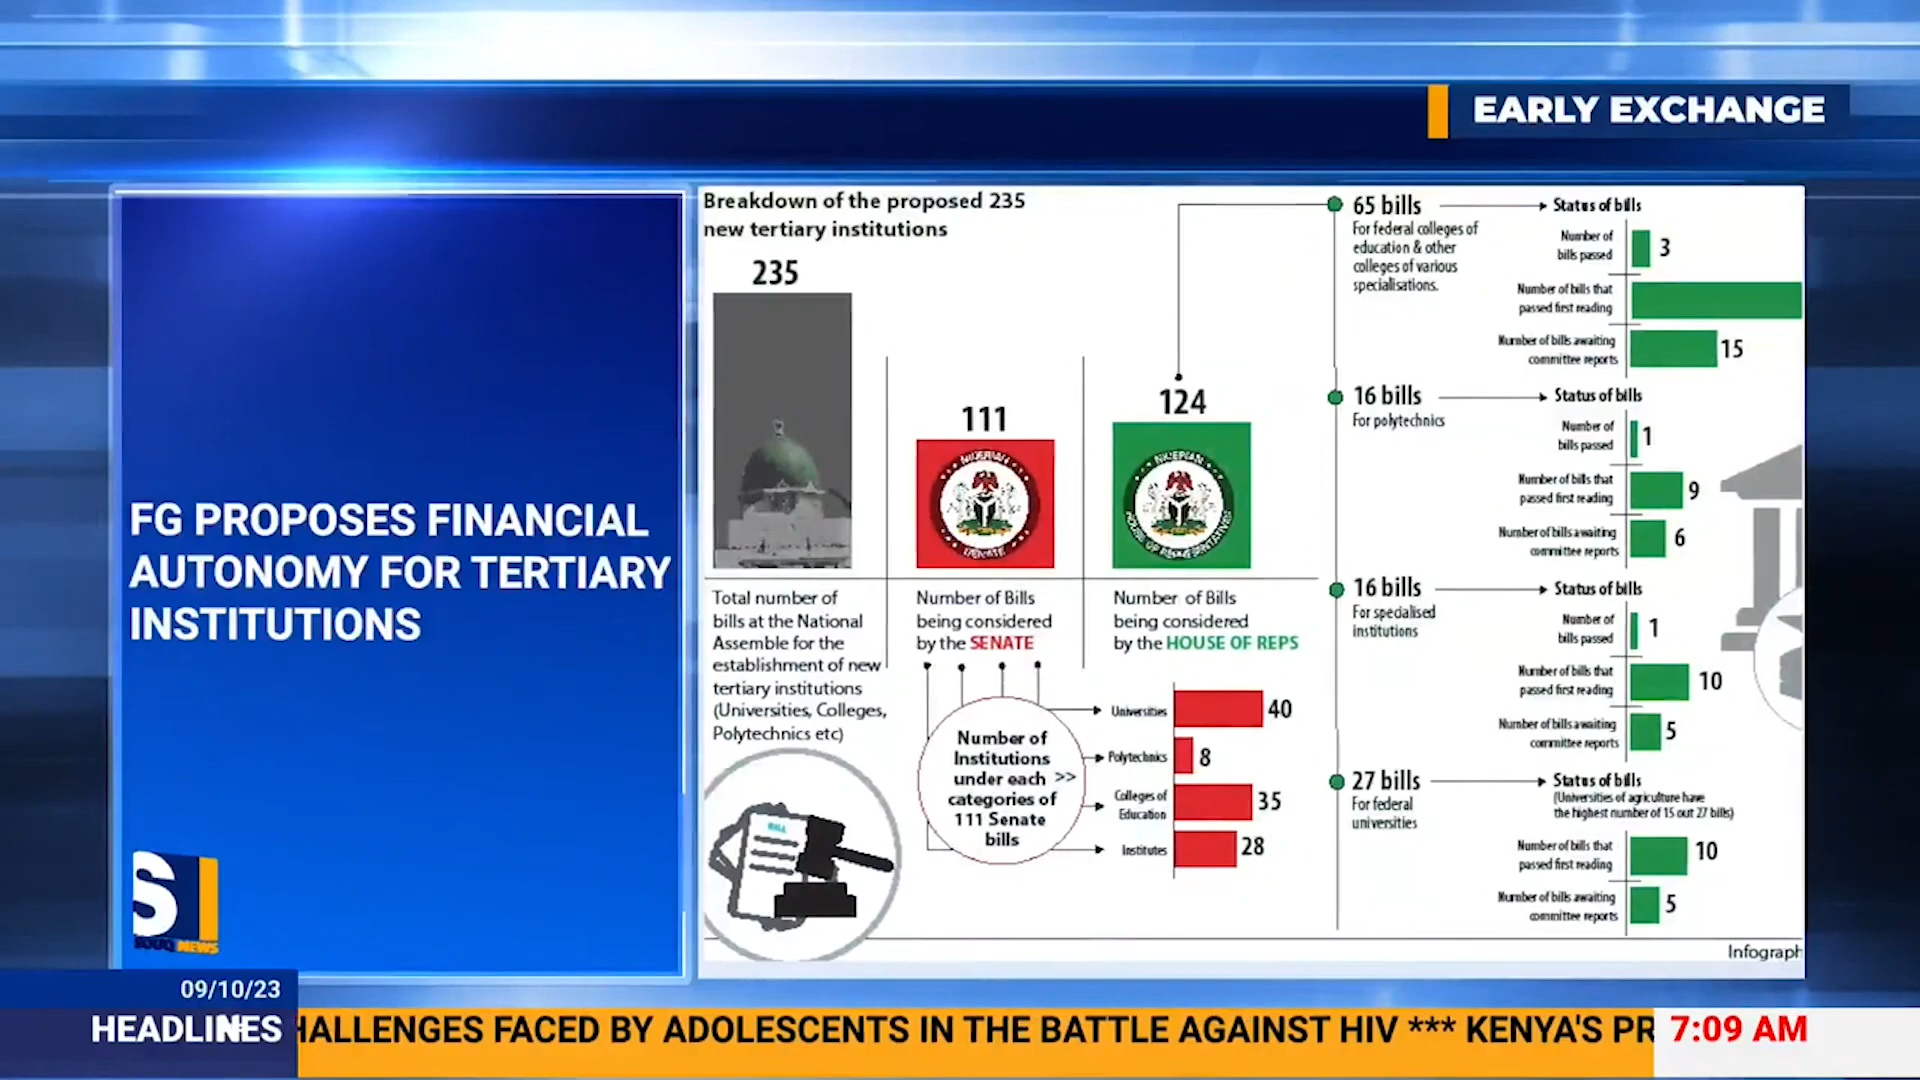 EARLY EXCHANGE
FG PROPOSES FINANCIAL
AUTONOMY FOR TERTIARY
INSTITUTIONS
Breakdown of the proposed 235
new tertiary institutions
235
111
124
Total number of
bills at the National
Assemble for the
establishment of new
tertiary institutions
(Universities, Colleges,
Polytechnics etc)
NIGERIAN
SENATE
Number of Bills
being considered
by the SENATE
NIGERIAN
HOUSE OF REPRESENTATIVES
Number of Bills
being considered
by the HOUSE OF REPS
BILL
Number of
Institutions
under each >>
categories of
111 Senate
bills
Universities
40
Polytechnics
8
Colleges of
Education
35
Institutes
28
65 bills
For federal colleges of
education & other
colleges of various
specialisations.
Status of bills
Number of
bills passed
3
Number of bills that
passed first reading
Number of bills awaiting
committee reports
15
16 bills
For polytechnics
Status of bills
Number of
bills passed
1
Number of bills that
passed first reading
9
Number of bills awaiting
committee reports
6
16 bills
For specialised
institutions
Status of bills
Number of
bills passed
1
Number of bills that
passed first reading
10
Number of bills awaiting
committee reports
5
27 bills
For federal
universities
Status of bills
(Universities of agriculture have
the highest number of 15 out 27 bills)
Number of bills that
passed first reading
10
Number of bills awaiting
committee reports
5
Infograph
S
NEWS
09/10/23
HEADLINES
HALLENGES FACED BY ADOLESCENTS IN THE BATTLE AGAINST HIV *** KENYA'S PR
7:09 AM